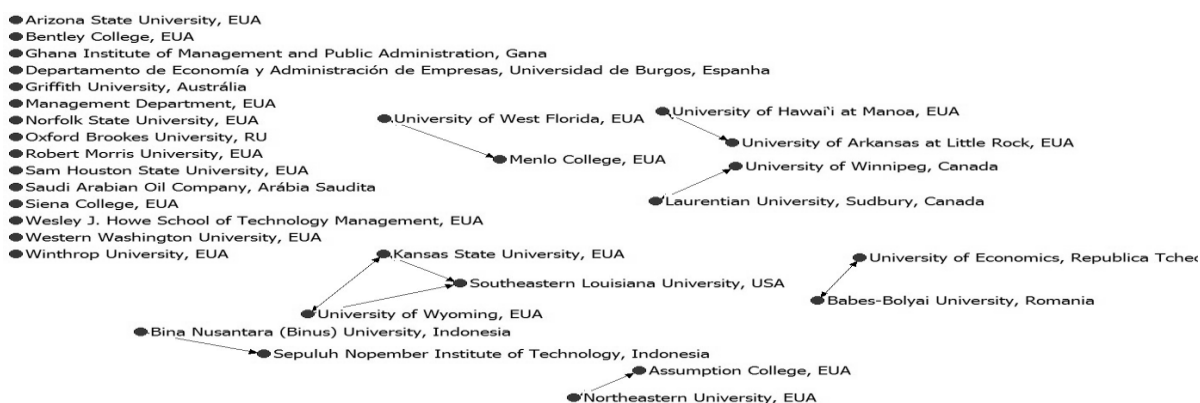 Arizona State University, EUA
Bentley College, EUA
Ghana Institute of Management and Public Administration, Gana
Departamento de Economía y Administración de Empresas, Universidad de Burgos, Espanha
Griffith University, Austrália
Management Department, EUA
Norfolk State University, EUA
Oxford Brookes University, RU
Robert Morris University, EUA
Sam Houston State University, EUA
Saudi Arabian Oil Company, Arábia Saudita
Siena College, EUA
Wesley J. Howe School of Technology Management, EUA
Western Washington University, EUA
Winthrop University, EUA
University of West Florida, EUA
Menlo College, EUA
University of Hawai'i at Manoa, EUA
University of Arkansas at Little Rock, EUA
University of Winnipeg, Canada
Laurentian University, Sudbury, Canada
Kansas State University, EUA
Southeastern Louisiana University, USA
University of Wyoming, EUA
University of Economics, Republica Tchec
Babes-Bolyai University, Romania
Bina Nusantara (Binus) University, Indonesia
Sepuluh Nopember Institute of Technology, Indonesia
Assumption College, EUA
Northeastern University, EUA